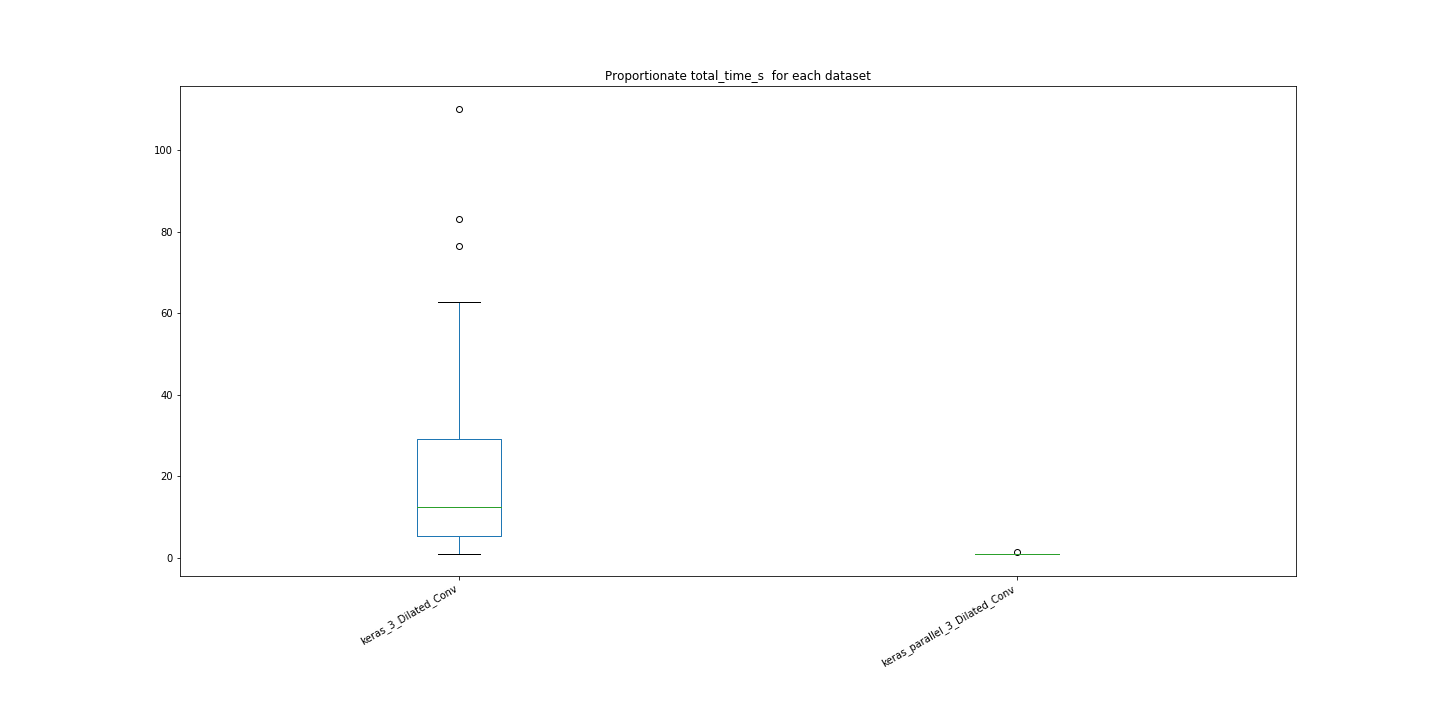 Proportionate total_time_s  for each dataset
100
80
60
40
20
0
keras_3_Dilated_Conv
keras_parallel_3_Dilated_Conv